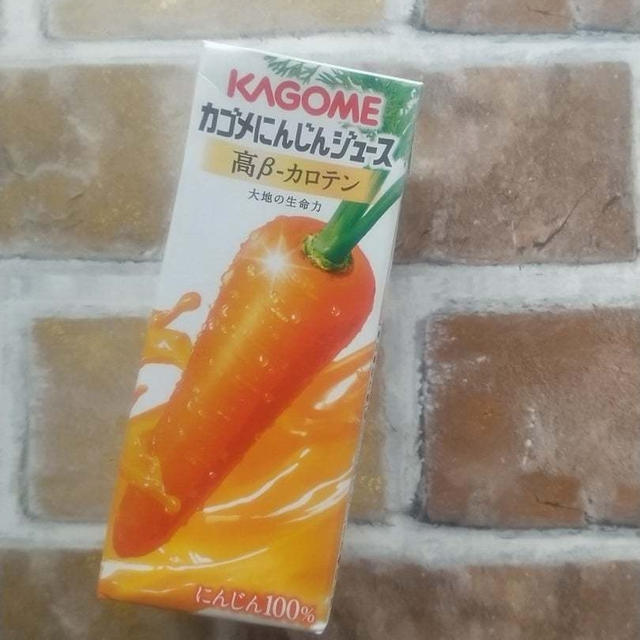 KAGOME
カゴメにんじんジュース
高β-カロテン
大地の生命力
にんじん100%